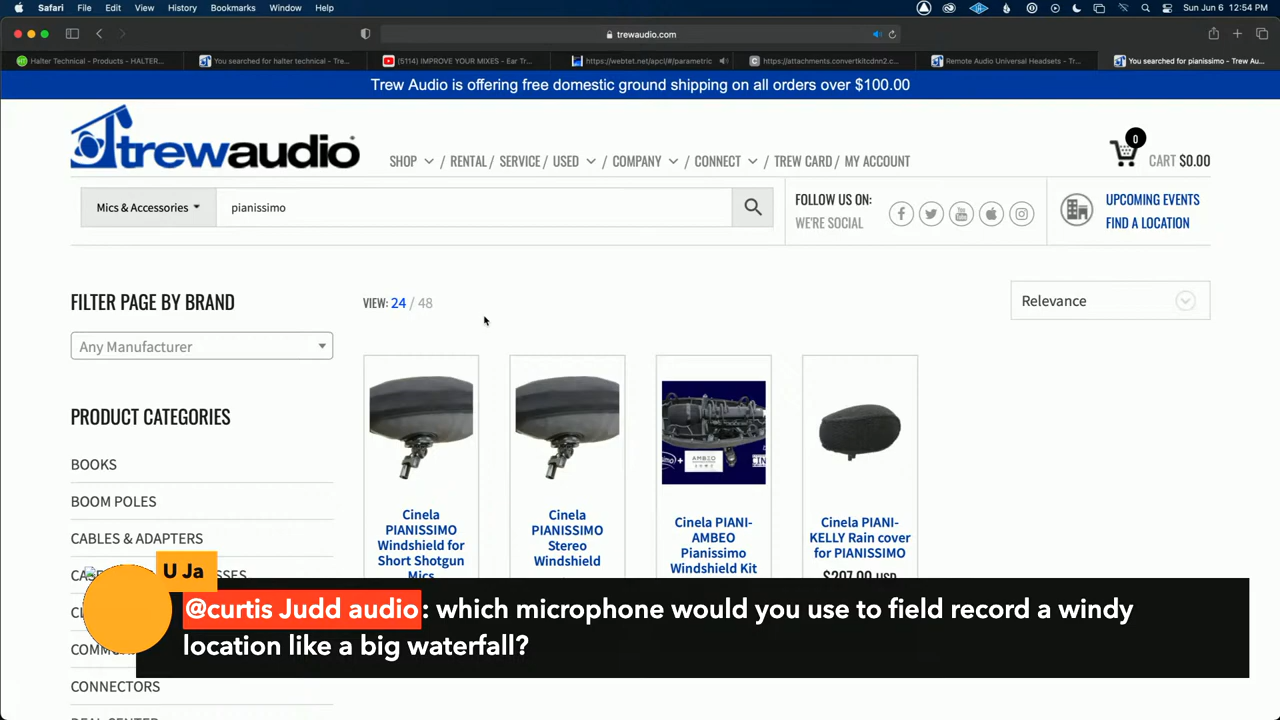 Safari File Edit View History Bookmarks Window Help
Sun Jun 6 12:54 PM
trewaudio.com
Halter Technical - Products - HALTER...
You searched for halter technical - Tre...
(5114) IMPROVE YOUR MIXES - Ear Tr...
https://webtet.net/apcl/#/parametric
https://attachments.convertkitcdnn2.c...
Remote Audio Universal Headsets - Tr...
You searched for pianissimo - Trew Au...
Trew Audio is offering free domestic ground shipping on all orders over $100.00
trewaudio
SHOP / RENTAL / SERVICE / USED / COMPANY / CONNECT / TREW CARD / MY ACCOUNT
0
CART $0.00
Mics & Accessories
pianissimo
FOLLOW US ON:
WE'RE SOCIAL
UPCOMING EVENTS
FIND A LOCATION
FILTER PAGE BY BRAND
Any Manufacturer
VIEW: 24 / 48
Relevance
PRODUCT CATEGORIES
BOOKS
BOOM POLES
CABLES & ADAPTERS
CONNECTORS
Cinela
PIANISSIMO
Windshield for
Short Shotgun
Mics
Cinela
PIANISSIMO
Stereo
Windshield
AMBEO
Cinela PIANI-
AMBEO
Pianissimo
Windshield Kit
Cinela PIANI-
KELLY Rain cover
for PIANISSIMO
$207.00 USD
U Ja
@curtis Judd audio: which microphone would you use to field record a windy
location like a big waterfall?